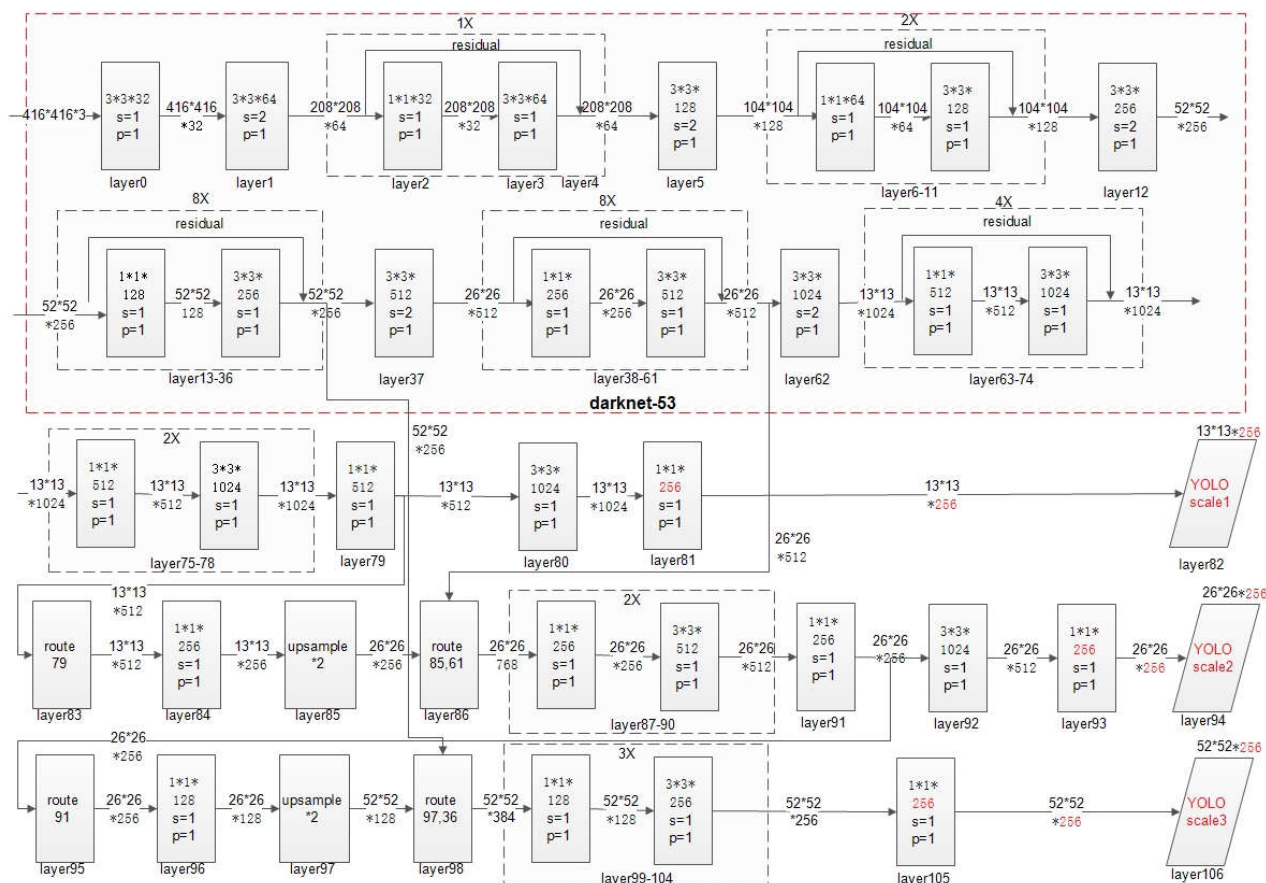 1X
residual
2X
residual
416*416*3
3*3*32
s=1
p=1
layer0
416*416
*32
3*3*64
s=2
p=1
layer1
208*208
*64
1*1*32
s=1
p=1
layer2
208*208
*32
3*3*64
s=1
p=1
layer3
layer4
208*208
*64
3*3*
128
s=2
p=1
layer5
104*104
*128
1*1*64
s=1
p=1
104*104
*64
3*3*
128
s=1
p=1
layer6-11
104*104
*128
3*3*
256
s=2
p=1
layer12
52*52
*256
8X
residual
8X
residual
4X
residual
52*52
*256
1*1*
128
s=1
p=1
52*52
128
3*3*
256
s=1
p=1
layer13-36
52*52
*256
3*3*
512
s=2
p=1
layer37
26*26
*512
1*1*
256
s=1
p=1
26*26
*256
3*3*
512
s=1
p=1
layer38-61
26*26
*512
3*3*
1024
s=2
p=1
layer62
13*13
*1024
1*1*
512
s=1
p=1
13*13
*512
3*3*
1024
s=1
p=1
layer63-74
13*13
*1024
darknet-53
52*52
*256
2X
13*13
*1024
1*1*
512
s=1
p=1
13*13
*512
3*3*
1024
s=1
p=1
layer75-78
13*13
*1024
1*1*
512
s=1
p=1
layer79
13*13
*512
3*3*
1024
s=1
p=1
layer80
13*13
*1024
1*1*
256
s=1
p=1
layer81
13*13
*256
13*13*256
YOLO
scale1
layer82
26*26
*512
13*13
*512
route
79
layer83
13*13
*512
1*1*
256
s=1
p=1
layer84
13*13
*256
upsample
*2
layer85
26*26
*256
route
85,61
layer86
26*26
768
2X
1*1*
256
s=1
p=1
26*26
*256
3*3*
512
s=1
p=1
layer87-90
26*26
*512
1*1*
256
s=1
p=1
layer91
26*26
*256
3*3*
1024
s=1
p=1
layer92
26*26
*512
1*1*
256
s=1
p=1
layer93
26*26
*256
26*26*256
YOLO
scale2
layer94
26*26
*256
route
91
layer95
26*26
*256
1*1*
128
s=1
p=1
layer96
26*26
*128
upsample
*2
layer97
52*52
*128
route
97,36
layer98
52*52
*384
3X
1*1*
128
s=1
p=1
52*52
*128
3*3*
256
s=1
p=1
layer99-104
52*52
*256
1*1*
256
s=1
p=1
layer105
52*52
*256
52*52*256
YOLO
scale3
layer106